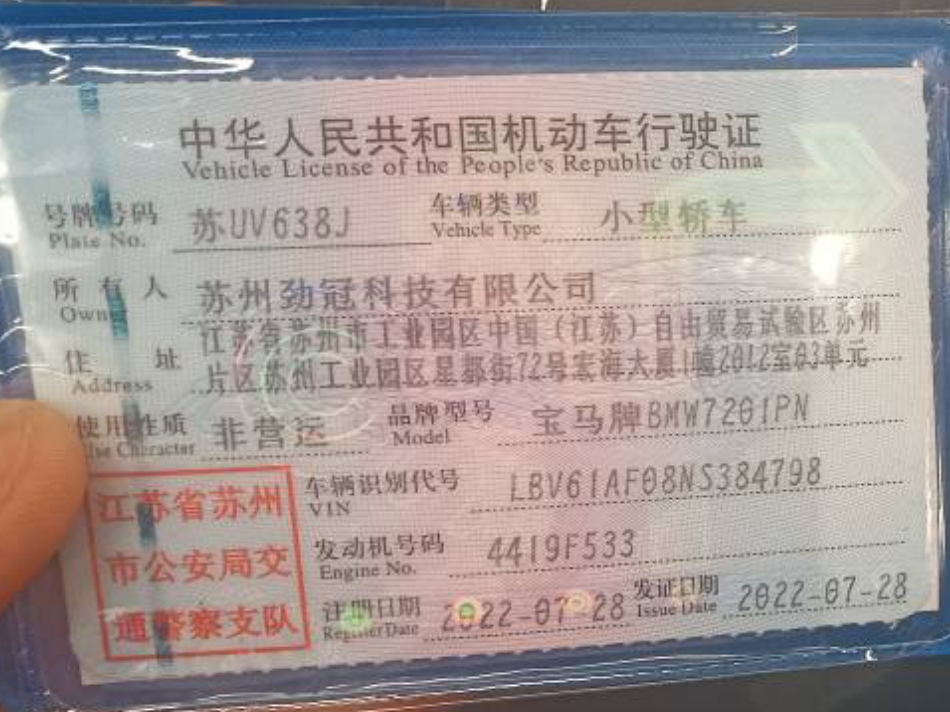 中华人民共和国机动车行驶证
Vehicle License of the People's Republic of China
号牌号码 苏UV638J 车辆类型 小型轿车
Plate No. Vehicle Type
所有人 苏州劲冠科技有限公司
Owner
江苏省苏州市工业园区中国（江苏）自由贸易试验区苏州
住址 片区苏州工业园区星都街72号宏海大厦1幢2012室03单元
Address
使用性质 非营运 品牌型号 宝马牌BMW7201PN
Use Character Model
车辆识别代号 LBV61AF08NS384798
VIN
发动机号码 4419F533
Engine No.
注册日期 2022-07-28 发证日期 2022-07-28
Register Date Issue Date
江苏省苏州
市公安局交
通警察支队